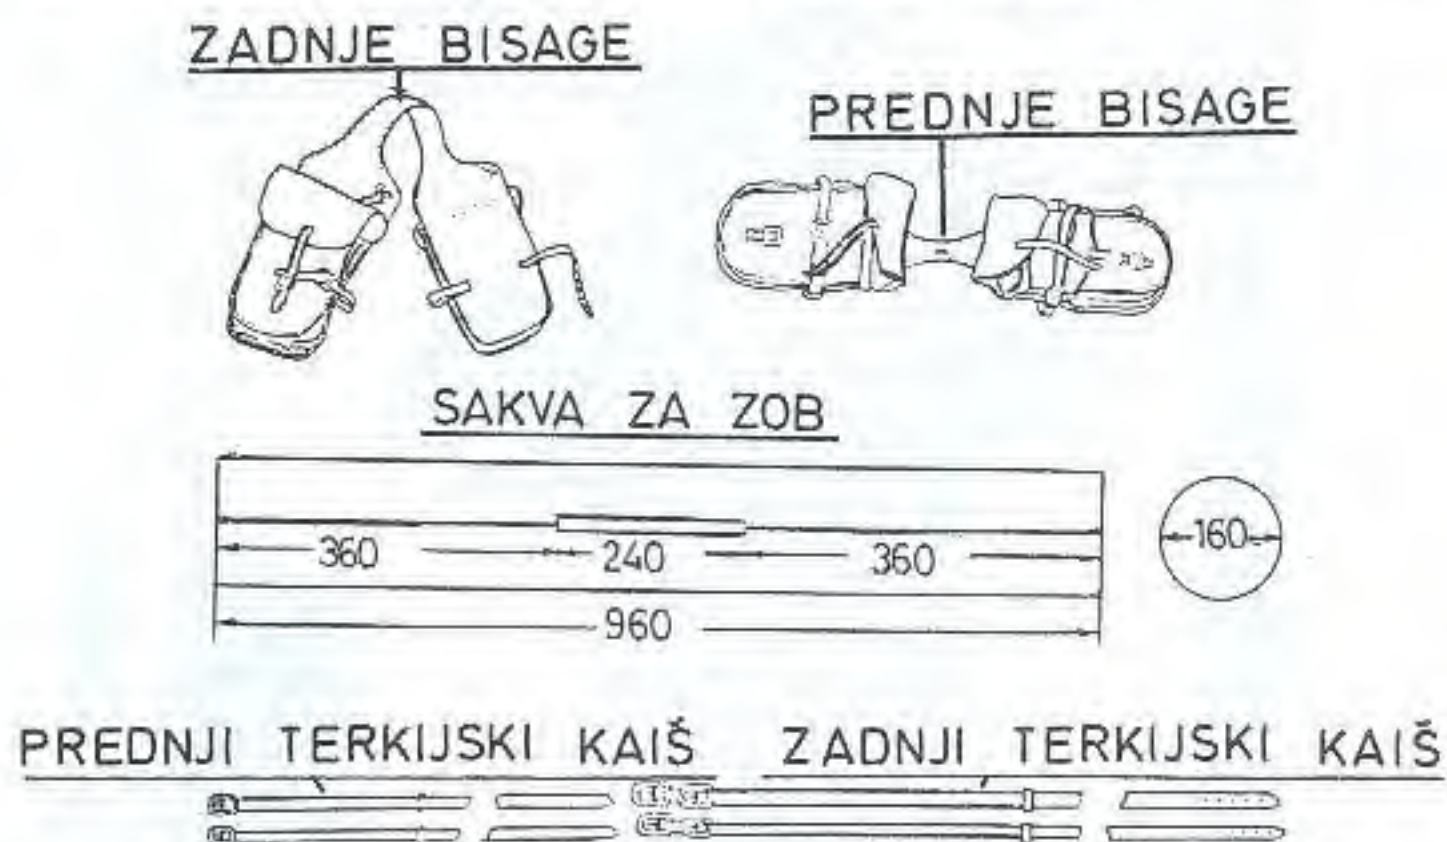 ZADNJE BISAGE
PREDNJE BISAGE
SAKVA ZA ZOB
360 240 360
160
960
PREDNJI TERKIJSKI KAIŠ
ZADNJI TERKIJSKI KAIŠ